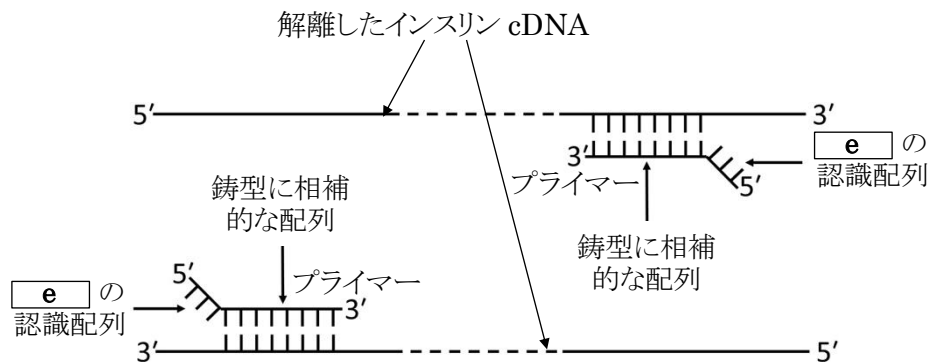 解離したインスリン cDNA
5′
3′
3′
5′
e の
認識配列
プライマー
鋳型に相補
的な配列
鋳型に相補
的な配列
5′
プライマー
3′
e の
認識配列
3′
5′